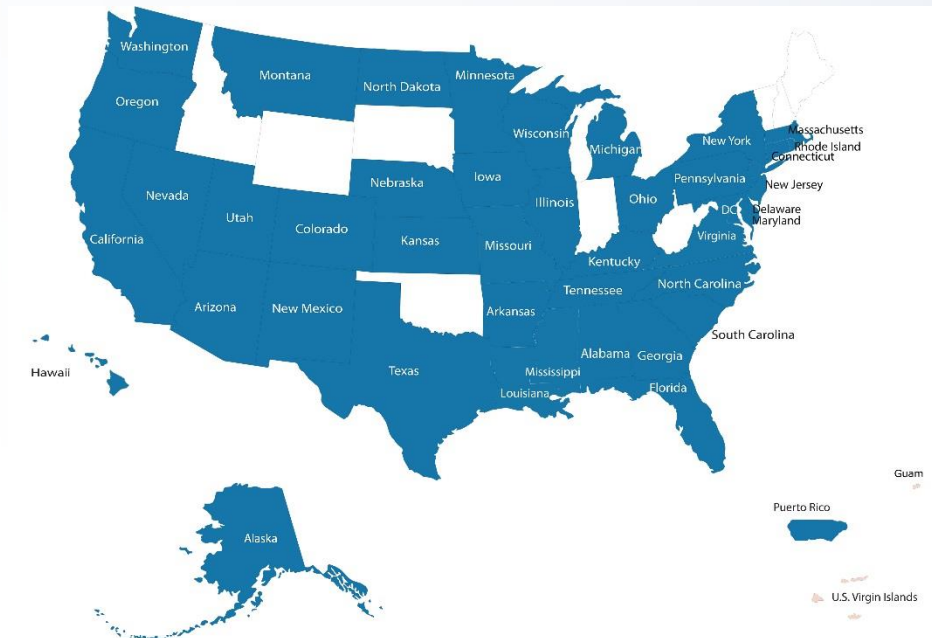 Washington
Montana
North Dakota
Minnesota
Oregon
Massachusetts
Wisconsin
New York
Rhode Island
Michigan
Connecticut
Pennsylvania
Iowa
New Jersey
Nebraska
Nevada
Ohio
Illinois
DC
Delaware
Utah
Maryland
Colorado
Virginia
California
Kansas
Missouri
Kentucky
North Carolina
Tennessee
Arizona
New Mexico
Arkansas
South Carolina
Alabama
Georgia
Hawaii
Texas
Mississippi
Florida
Louisiana
Guam
Puerto Rico
Alaska
U.S. Virgin Islands